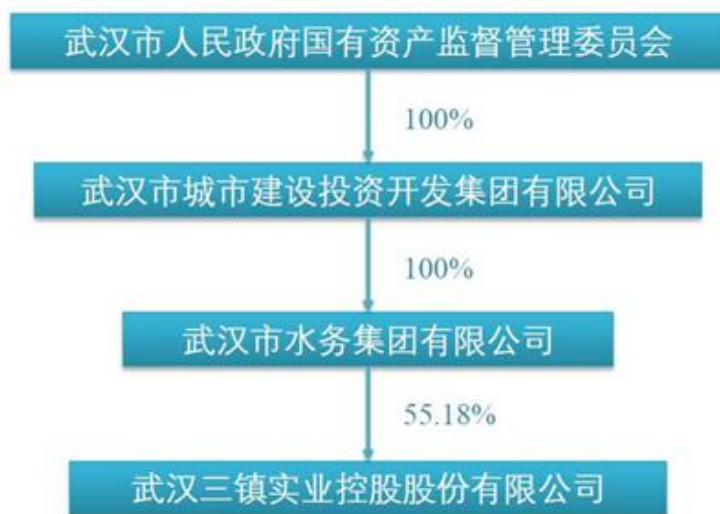 武汉市人民政府国有资产监督管理委员会
100%
武汉市城市建设投资开发集团有限公司
100%
武汉市水务集团有限公司
55.18%
武汉三镇实业控股股份有限公司